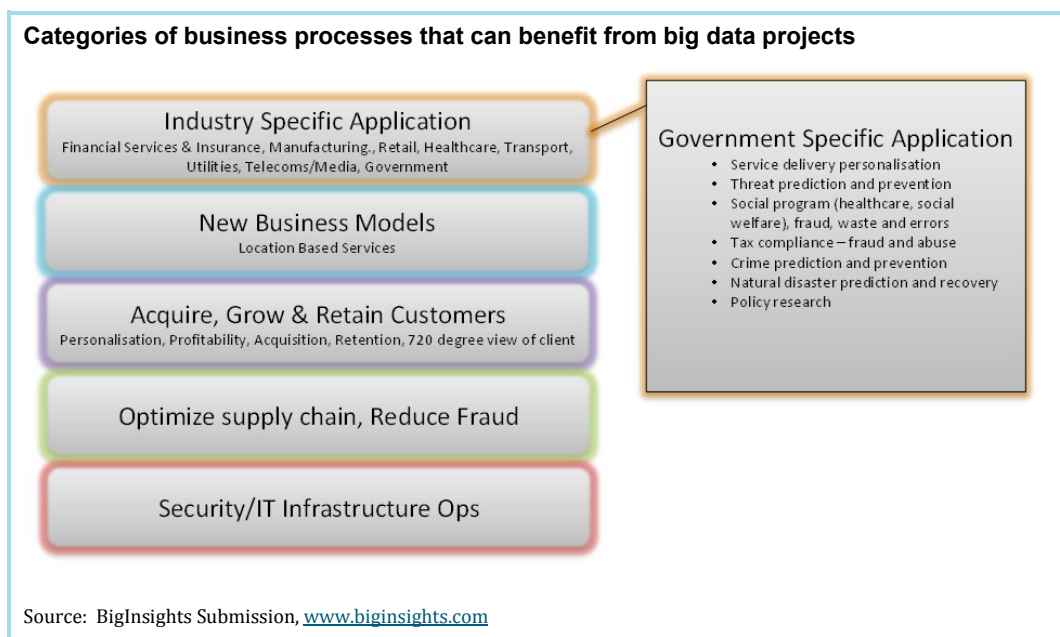 Categories of business processes that can benefit from big data projects
Industry Specific Application
Financial Services & Insurance, Manufacturing., Retail, Healthcare, Transport,
Utilities, Telecoms/Media, Government
New Business Models
Location Based Services
Acquire, Grow & Retain Customers
Personalisation, Profitability, Acquisition, Retention, 720 degree view of client
Optimize supply chain, Reduce Fraud
Security/IT Infrastructure Ops
Government Specific Application
• Service delivery personalisation
• Threat prediction and prevention
• Social program (healthcare, social
welfare), fraud, waste and errors
• Tax compliance – fraud and abuse
• Crime prediction and prevention
• Natural disaster prediction and recovery
• Policy research
Source: BigInsights Submission, www.biginsights.com